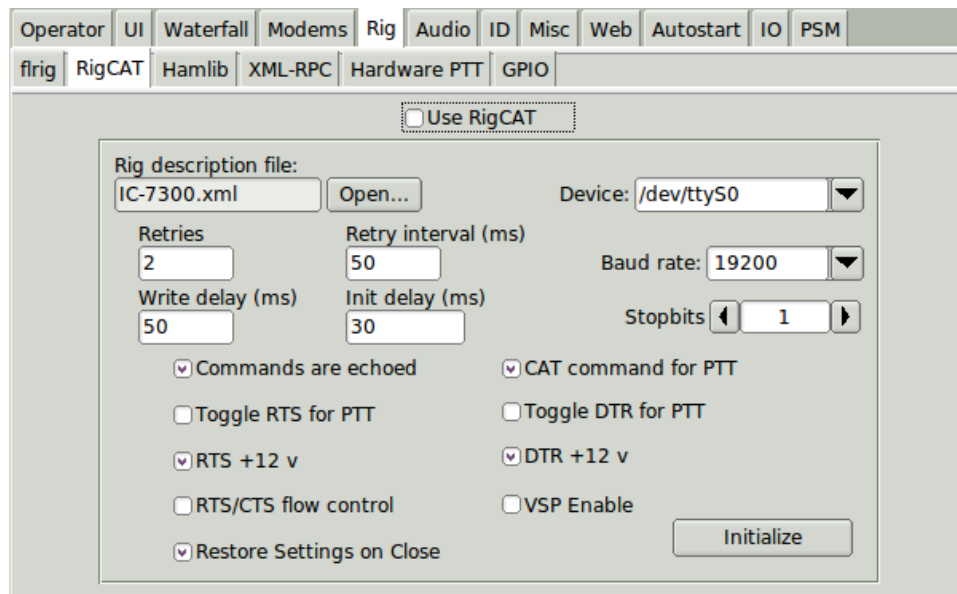 Operator UI Waterfall Modems Rig Audio ID Misc Web Autostart IO PSM
flrig RigCAT Hamlib XML-RPC Hardware PTT GPIO
Use RigCAT
Rig description file:
IC-7300.xml Open... Device: /dev/ttyS0
Retries Retry interval (ms)
2 50 Baud rate: 19200
Write delay (ms) Init delay (ms)
50 30 Stopbits 1
Commands are echoed CAT command for PTT
Toggle RTS for PTT Toggle DTR for PTT
RTS +12 v DTR +12 v
RTS/CTS flow control VSP Enable
Restore Settings on Close Initialize